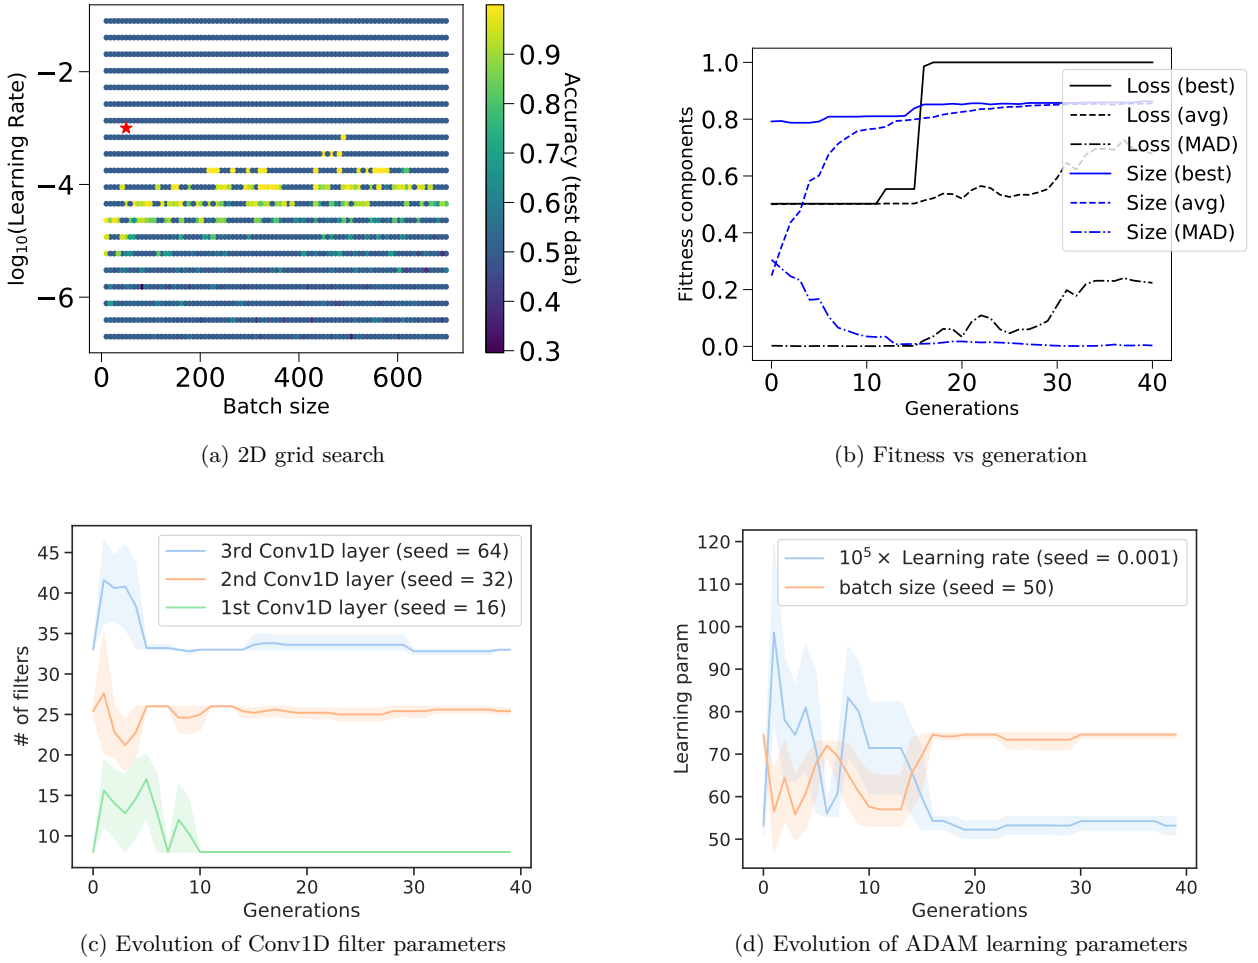 −2
−4
−6
log10(Learning Rate)
0 200 400 600
Batch size
0.9
0.8
0.7
0.6
0.5
0.4
0.3
Accuracy (test data)
(a) 2D grid search
1.0
0.8
0.6
0.4
0.2
0.0
Fittness components
0 10 20 30 40
Generations
Loss (best)
Loss (avg)
Loss (MAD)
Size (best)
Size (avg)
Size (MAD)
(b) Fitness vs generation
45
40
35
30
25
20
15
10
# of filters
0 10 20 30 40
Generations
3rd Conv1D layer (seed = 64)
2nd Conv1D layer (seed = 32)
1st Conv1D layer (seed = 16)
(c) Evolution of Conv1D filter parameters
120
110
100
90
80
70
60
50
Learning param
0 10 20 30 40
Generations
10⁵ × Learning rate (seed = 0.001)
batch size (seed = 50)
(d) Evolution of ADAM learning parameters